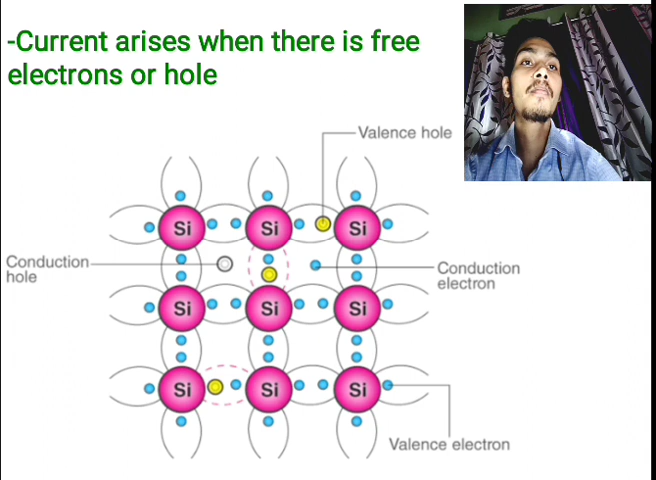 -Current arises when there is free
electrons or hole
Valence hole
Si Si Si
Conduction
hole
Conduction
electron
Si Si Si
Si Si Si
Valence electron